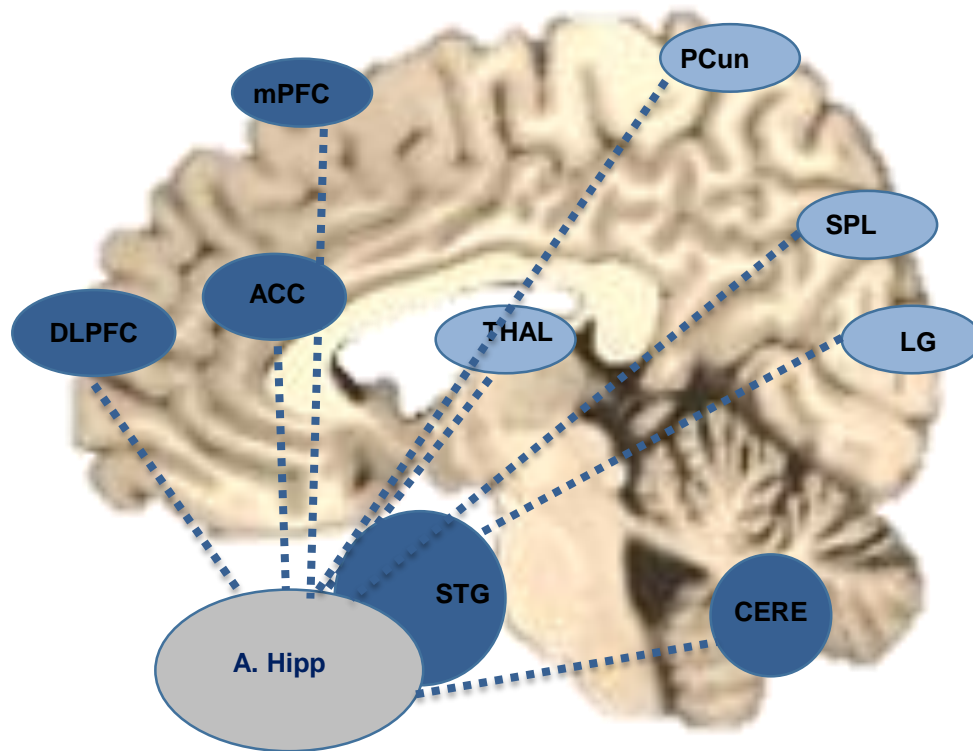 PCun
mPFC
SPL
ACC
DLPFC
THAL
LG
STG
CERE
A. Hipp